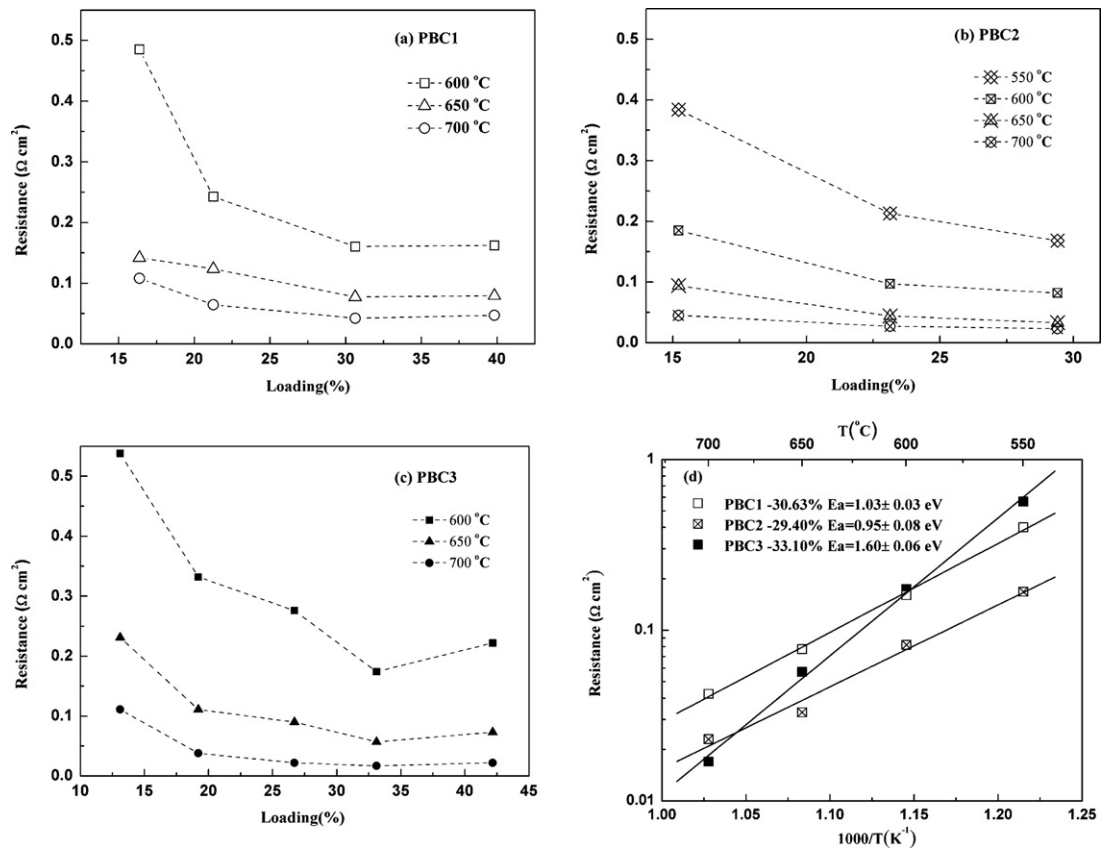 (a) PBC1
600 °C
650 °C
700 °C
0.5
0.4
0.3
0.2
0.1
0.0
Resistance (Ω cm²)
15 20 25 30 35 40
Loading(%)
(b) PBC2
550 °C
600 °C
650 °C
700 °C
0.5
0.4
0.3
0.2
0.1
0.0
Resistance (Ω cm²)
15 20 25 30
Loading(%)
(c) PBC3
600 °C
650 °C
700 °C
0.5
0.4
0.3
0.2
0.1
0.0
Resistance (Ω cm²)
10 15 20 25 30 35 40 45
Loading(%)
T(°C)
700 650 600 550
(d)
PBC1 -30.63% Ea=1.03± 0.03 eV
PBC2 -29.40% Ea=0.95± 0.08 eV
PBC3 -33.10% Ea=1.60± 0.06 eV
1
0.1
0.01
Resistance (Ω cm²)
1.00 1.05 1.10 1.15 1.20 1.25
1000/T(K⁻¹)